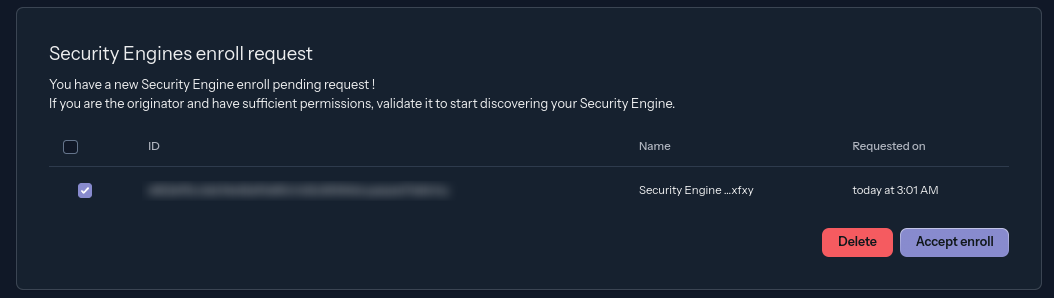 Security Engines enroll request
You have a new Security Engine enroll pending request !
If you are the originator and have sufficient permissions, validate it to start discovering your Security Engine.
ID Name Requested on
Security Engine ...xfxy today at 3:01 AM
Delete Accept enroll